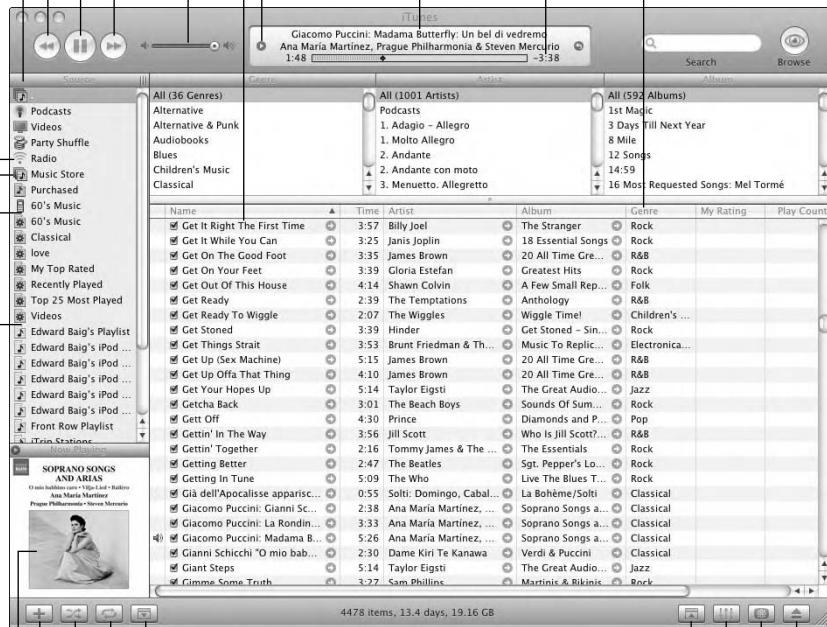 iTunes
Giacomo Puccini: Madama Butterfly: Un bel di vedremo
Ana María Martínez, Prague Philharmonia & Steven Mercurio
1:48 -3:38
Search Browse
Source Genre Artist Album
Podcasts
Videos
Party Shuffle
Radio
Music Store
Purchased
60's Music
60's Music
Classical
love
My Top Rated
Recently Played
Top 25 Most Played
Videos
Edward Baig's Playlist
Edward Baig's iPod ...
Edward Baig's iPod ...
Edward Baig's iPod ...
Edward Baig's iPod ...
Edward Baig's iPod ...
Front Row Playlist
iTrip Stations
Now Playing
SOPRANO SONGS
AND ARIAS
O mio babbino caro • Vilja-Lied • Baïlèro
Ana María Martínez
Prague Philharmonia • Steven Mercurio
All (36 Genres)
Alternative
Alternative & Punk
Audiobooks
Blues
Children's Music
Classical
All (1001 Artists)
Podcasts
1. Adagio – Allegro
1. Molto Allegro
2. Andante
2. Andante con moto
3. Menuetto. Allegretto
All (592 Albums)
1st Magic
3 Days Till Next Year
8 Mile
12 Songs
14:59
16 Most Requested Songs: Mel Tormé
Name Time Artist Album Genre My Rating Play Count
Get It Right The First Time 3:57 Billy Joel The Stranger Rock
Get It While You Can 3:25 Janis Joplin 18 Essential Songs Rock
Get On The Good Foot 3:35 James Brown 20 All Time Gre... R&B
Get On Your Feet 3:39 Gloria Estefan Greatest Hits Rock
Get Out Of This House 4:14 Shawn Colvin A Few Small Rep... Folk
Get Ready 2:39 The Temptations Anthology R&B
Get Ready To Wiggle 2:07 The Wiggles Wiggle Time! Children's ...
Get Stoned 3:39 Hinder Get Stoned – Sin... Rock
Get Things Strait 3:53 Brunt Friedman & Th... Music To Replic... Electronica...
Get Up (Sex Machine) 5:15 James Brown 20 All Time Gre... R&B
Get Up Offa That Thing 4:10 James Brown 20 All Time Gre... R&B
Get Your Hopes Up 5:14 Taylor Eigsti The Great Audio... Jazz
Getcha Back 3:01 The Beach Boys Sounds Of Sum... Rock
Gett Off 4:30 Prince Diamonds and P... Pop
Gettin' In The Way 3:56 Jill Scott Who Is Jill Scott?... R&B
Gettin' Together 2:16 Tommy James & The ... The Essentials Rock
Getting Better 2:47 The Beatles Sgt. Pepper's Lo... Rock
Getting In Tune 5:09 The Who Live The Blues T... Rock
Già dell'Apocalisse apparisc... 0:55 Solti: Domingo, Cabal... La Bohème/Solti Classical
Giacomo Puccini: Gianni Sc... 2:38 Ana María Martínez, ... Soprano Songs a... Classical
Giacomo Puccini: La Rondin... 3:33 Ana María Martínez, ... Soprano Songs a... Classical
Giacomo Puccini: Madama B... 5:26 Ana María Martínez, ... Soprano Songs a... Classical
Gianni Schicchi "O mio bab... 2:30 Dame Kiri Te Kanawa Verdi & Puccini Classical
Giant Steps 5:14 Taylor Eigsti The Great Audio... Jazz
Gimme Some Truth 3:27 Sam Phillips Martinis & Bikinis Rock
4478 items, 13.4 days, 19.16 GB